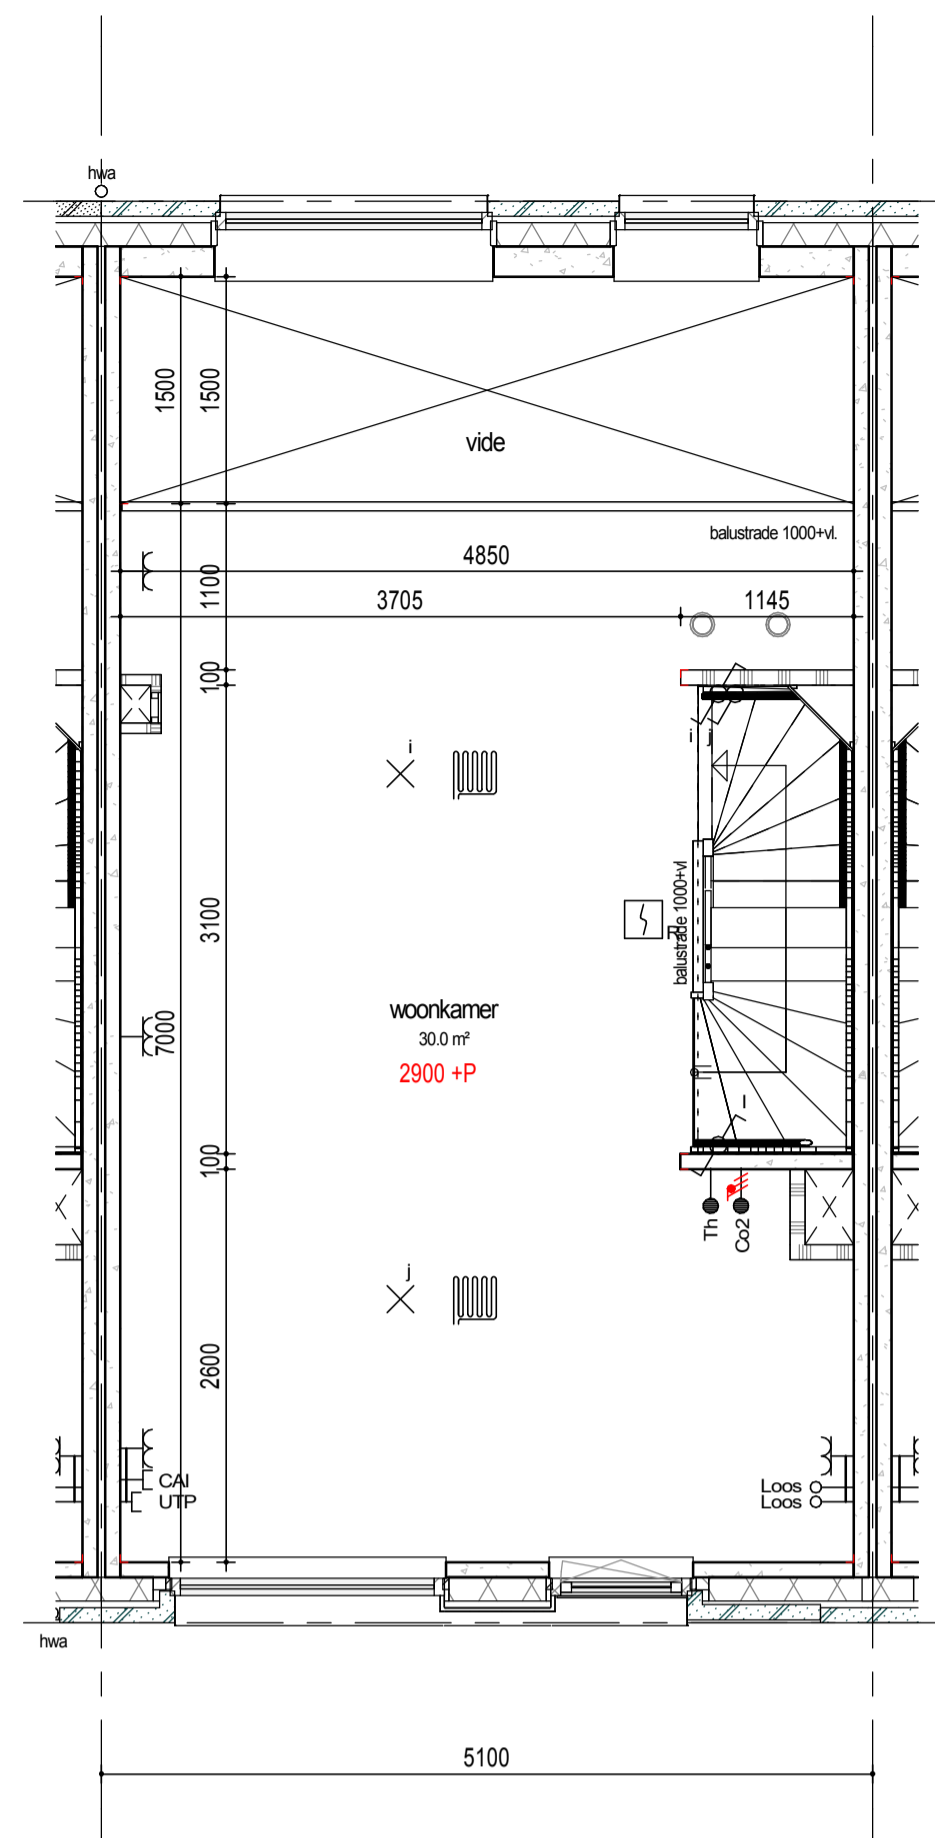 hwa
1500
1500
vide
balustrade 1000+vl.
4850
1100
3705
1145
100
i
i j
3100
balustrade 1000+vl
R
woonkamer
30.0 m²
2900 +P
7000
100
l
Th
Co2
j
2600
CAI
UTP
Loos
Loos
hwa
5100